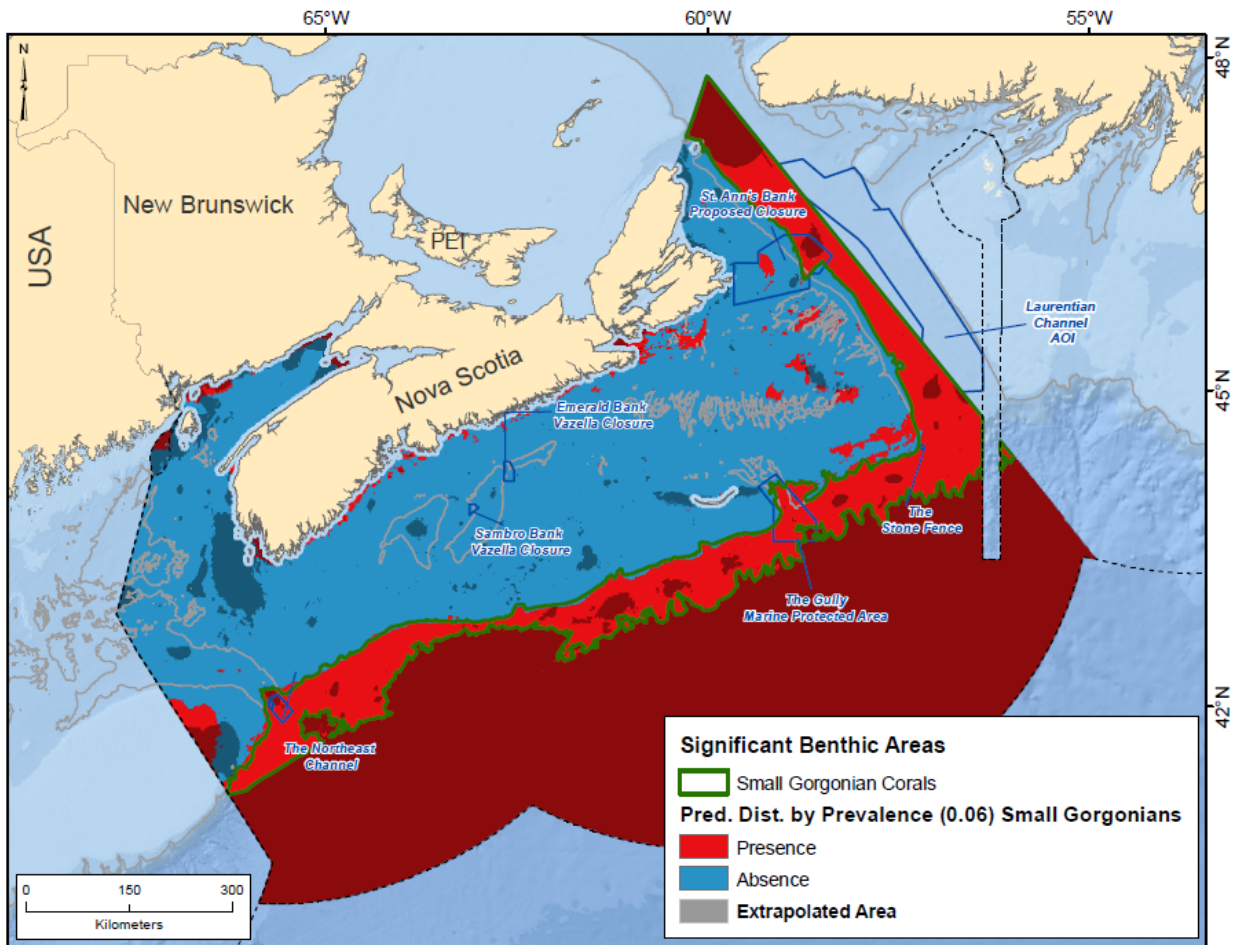 65°W
60°W
55°W
N
48°N
New Brunswick
USA
PEI
St. Ann's Bank
Proposed Closure
Laurentian
Channel
AOI
Nova Scotia
45°N
Emerald Bank
Vazella Closure
Sambro Bank
Vazella Closure
The
Stone Fence
The Gully
Marine Protected Area
42°N
The Northeast
Channel
Significant Benthic Areas
Small Gorgonian Corals
Pred. Dist. by Prevalence (0.06) Small Gorgonians
Presence
Absence
Extrapolated Area
0 150 300
Kilometers